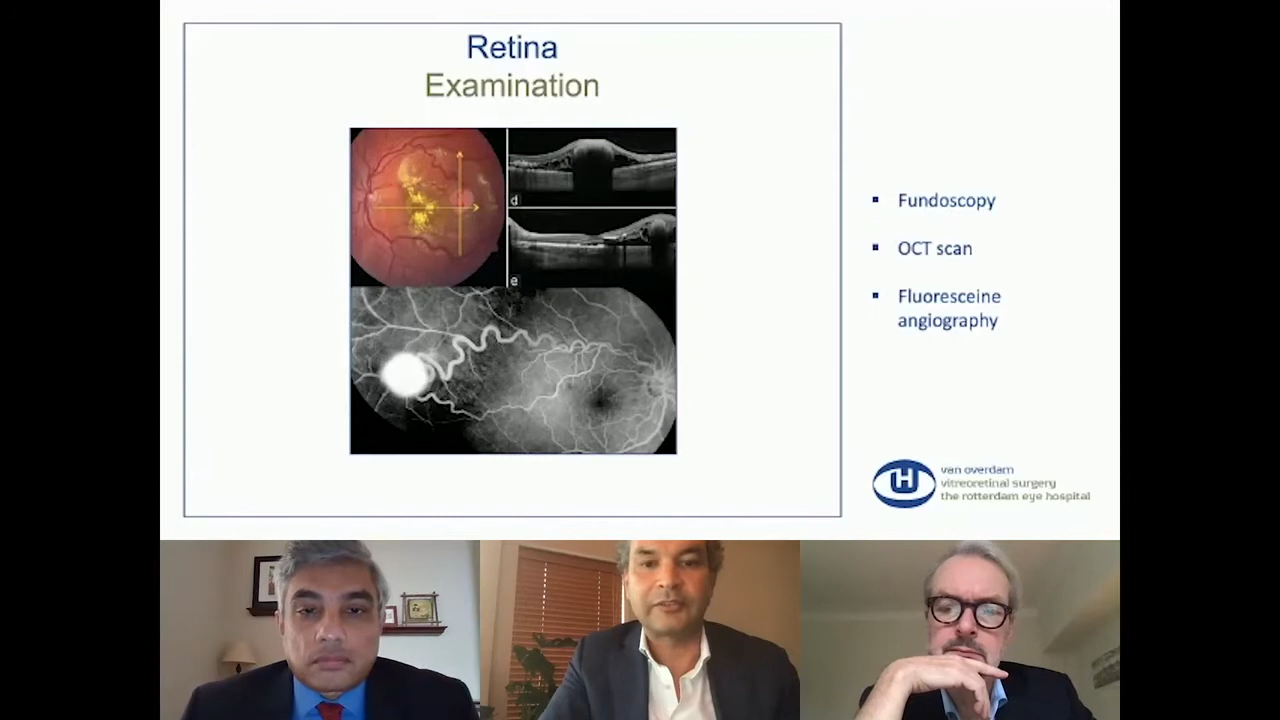 Retina
Examination
d
e
▪ Fundoscopy
▪ OCT scan
▪ Fluoresceine
angiography
van overdam
vitreoretinal surgery
the rotterdam eye hospital